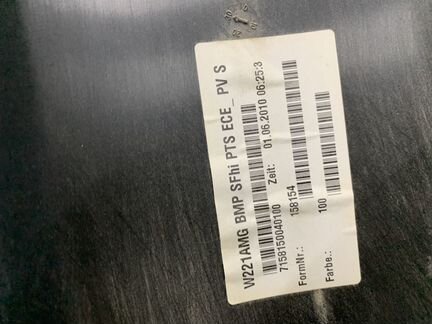 W221AMG BMP SFhi PTS ECE_ PV S
7158150040100 Zeit: 01.06.2010 06:25:3
FormNr.: 158154
Farbe.: 100